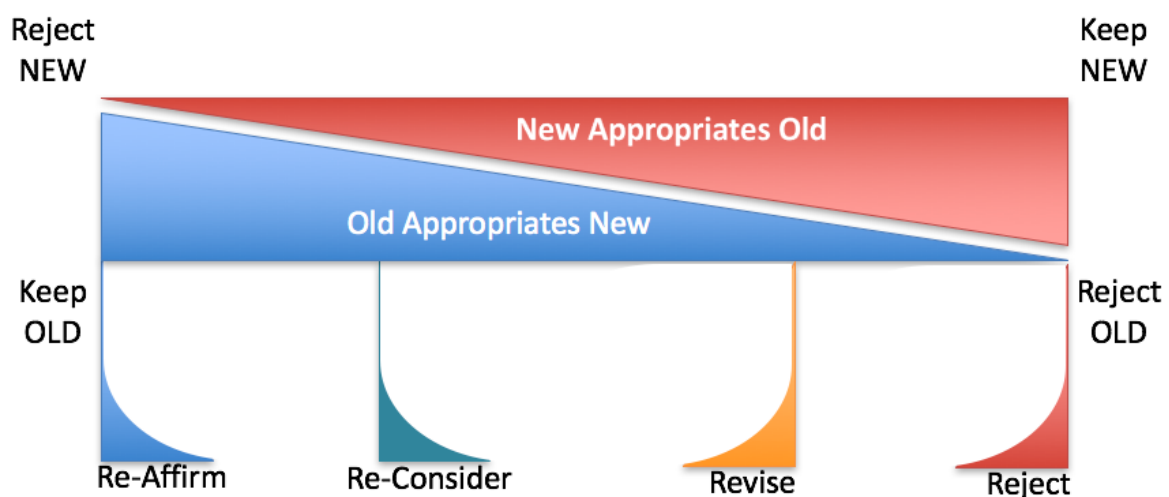 Reject
NEW
Keep
NEW
New Appropriates Old
Old Appropriates New
Keep
OLD
Reject
OLD
Re-Affirm
Re-Consider
Revise
Reject